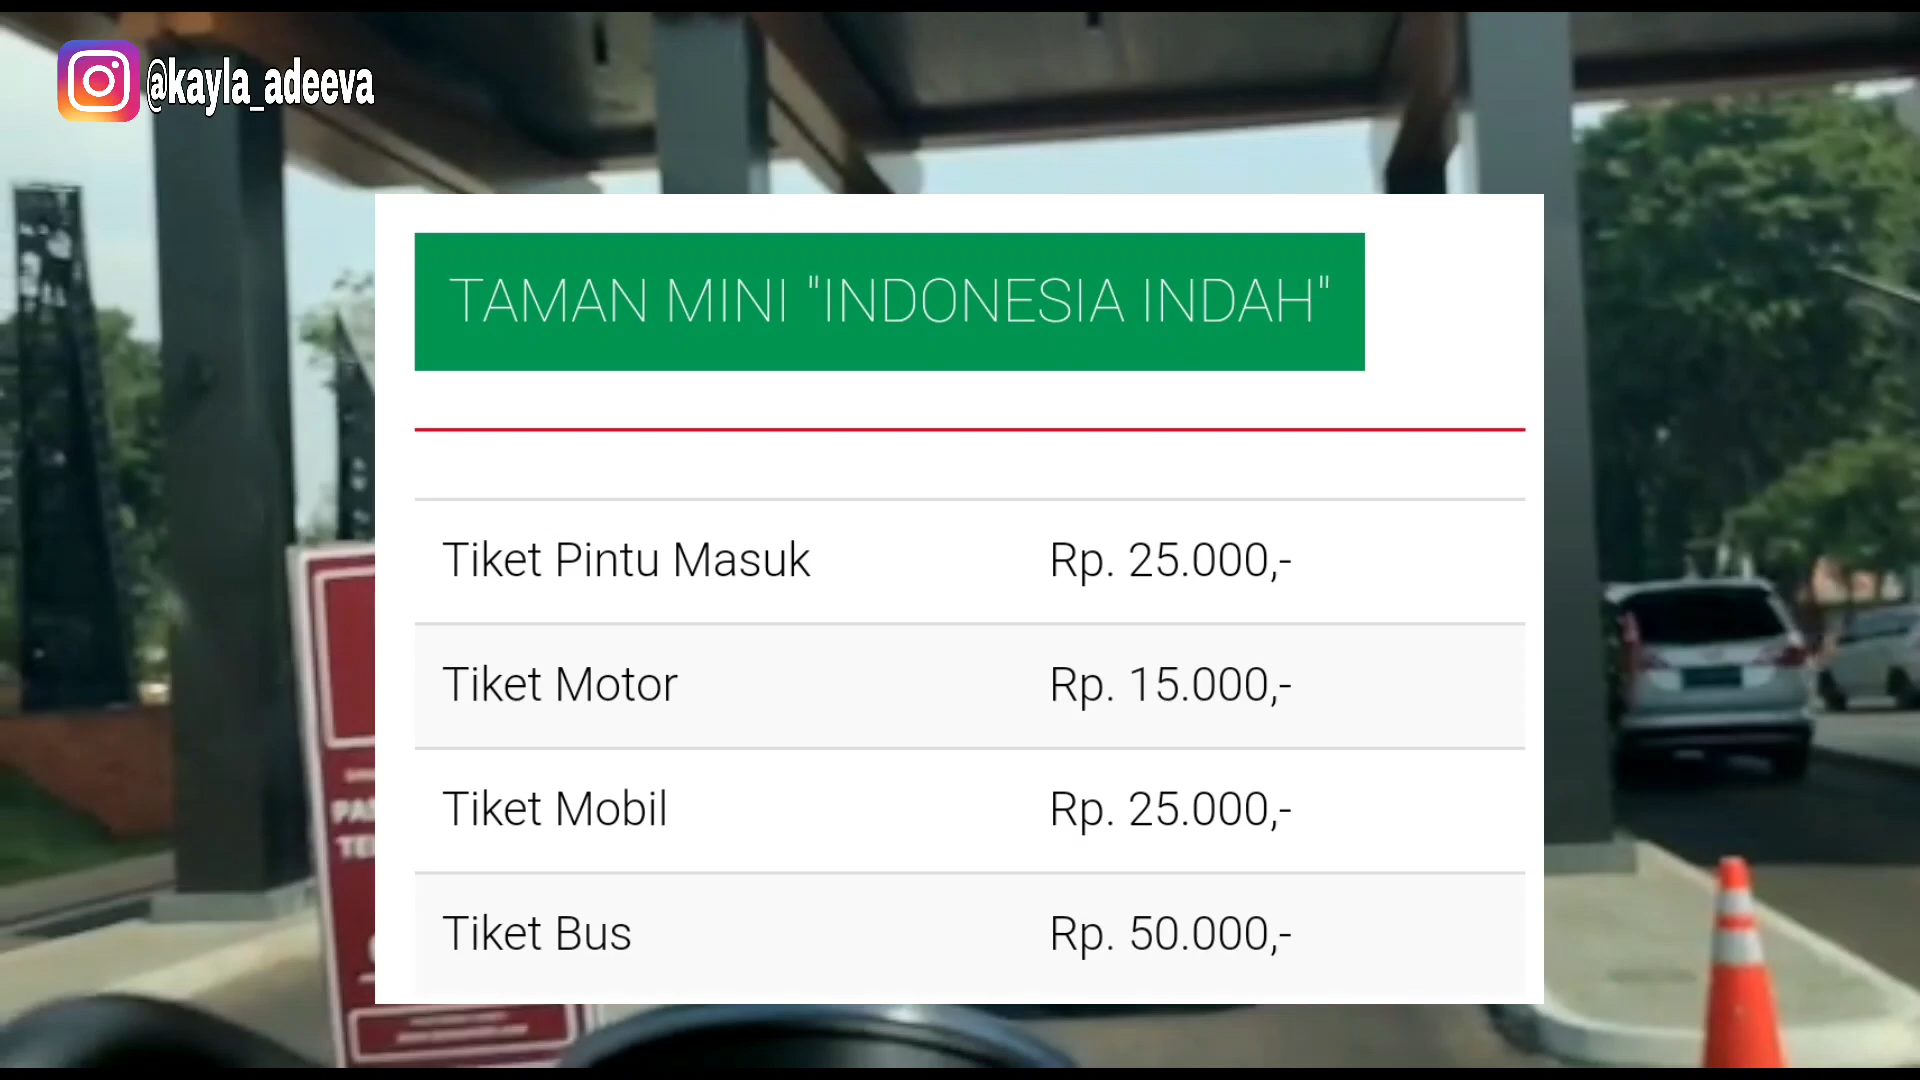 @kayla_adeeva
TAMAN MINI "INDONESIA INDAH"
Tiket Pintu Masuk Rp. 25.000,-
Tiket Motor Rp. 15.000,-
Tiket Mobil Rp. 25.000,-
Tiket Bus Rp. 50.000,-